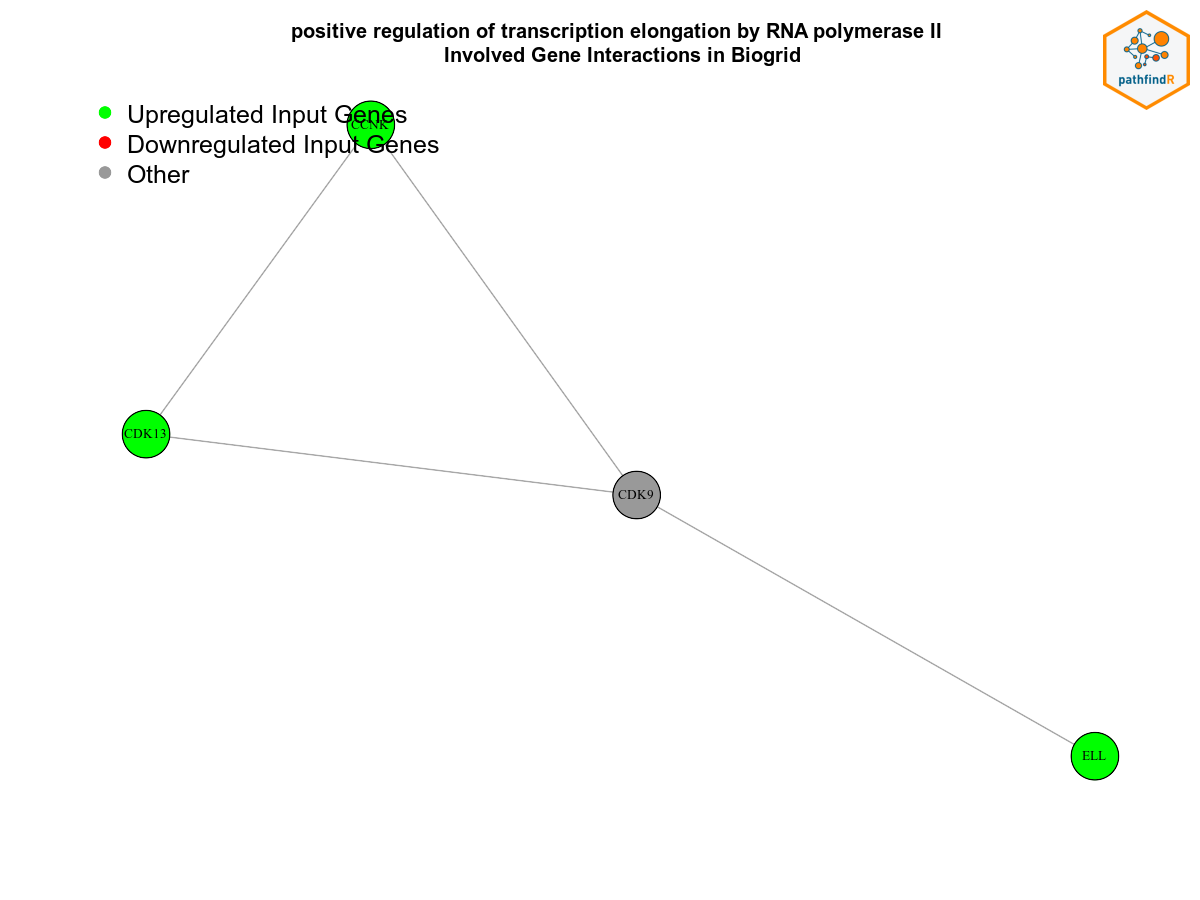 positive regulation of transcription elongation by RNA polymerase II
Involved Gene Interactions in Biogrid
pathfindR
Upregulated Input Genes
CCNK
Downregulated Input Genes
Other
CDK13
CDK9
ELL